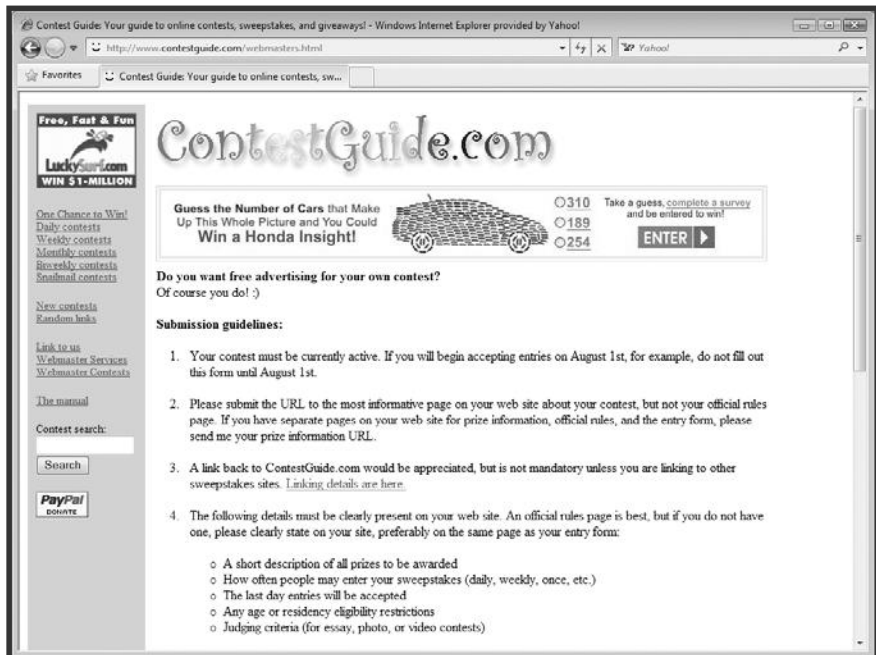 Contest Guide: Your guide to online contests, sweepstakes, and giveaways! - Windows Internet Explorer provided by Yahoo!
http://www.contestguide.com/webmasters.html
Yahoo!
Favorites
Contest Guide: Your guide to online contests, sw...
Free, Fast & Fun
LuckySurf.com
WIN $1-MILLION
ContestGuide.com
Guess the Number of Cars that Make
Up This Whole Picture and You Could
Win a Honda Insight!
310
189
254
Take a guess, complete a survey
and be entered to win!
ENTER
One Chance to Win!
Daily contests
Weekly contests
Monthly contests
Biweekly contests
Snailmail contests
New contests
Random links
Link to us
Webmaster Services
Webmaster Contests
The manual
Contest search:
Search
PayPal
DONATE
Do you want free advertising for your own contest?
Of course you do! :)
Submission guidelines:
1. Your contest must be currently active. If you will begin accepting entries on August 1st, for example, do not fill out
this form until August 1st.
2. Please submit the URL to the most informative page on your web site about your contest, but not your official rules
page. If you have separate pages on your web site for prize information, official rules, and the entry form, please
send me your prize information URL.
3. A link back to ContestGuide.com would be appreciated, but is not mandatory unless you are linking to other
sweepstakes sites. Linking details are here.
4. The following details must be clearly present on your web site. An official rules page is best, but if you do not have
one, please clearly state on your site, preferably on the same page as your entry form:
o A short description of all prizes to be awarded
o How often people may enter your sweepstakes (daily, weekly, once, etc.)
o The last day entries will be accepted
o Any age or residency eligibility restrictions
o Judging criteria (for essay, photo, or video contests)